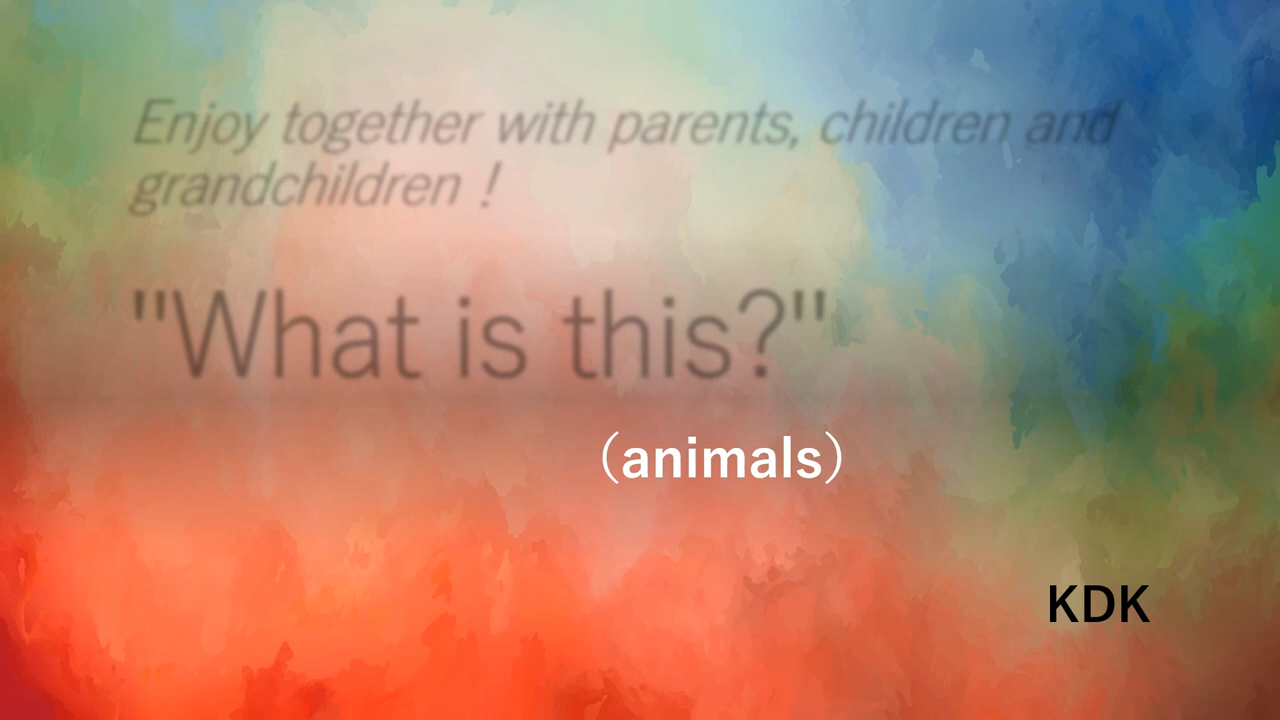 Enjoy together with parents, children and
grandchildren !
"What is this?"
（animals）
KDK